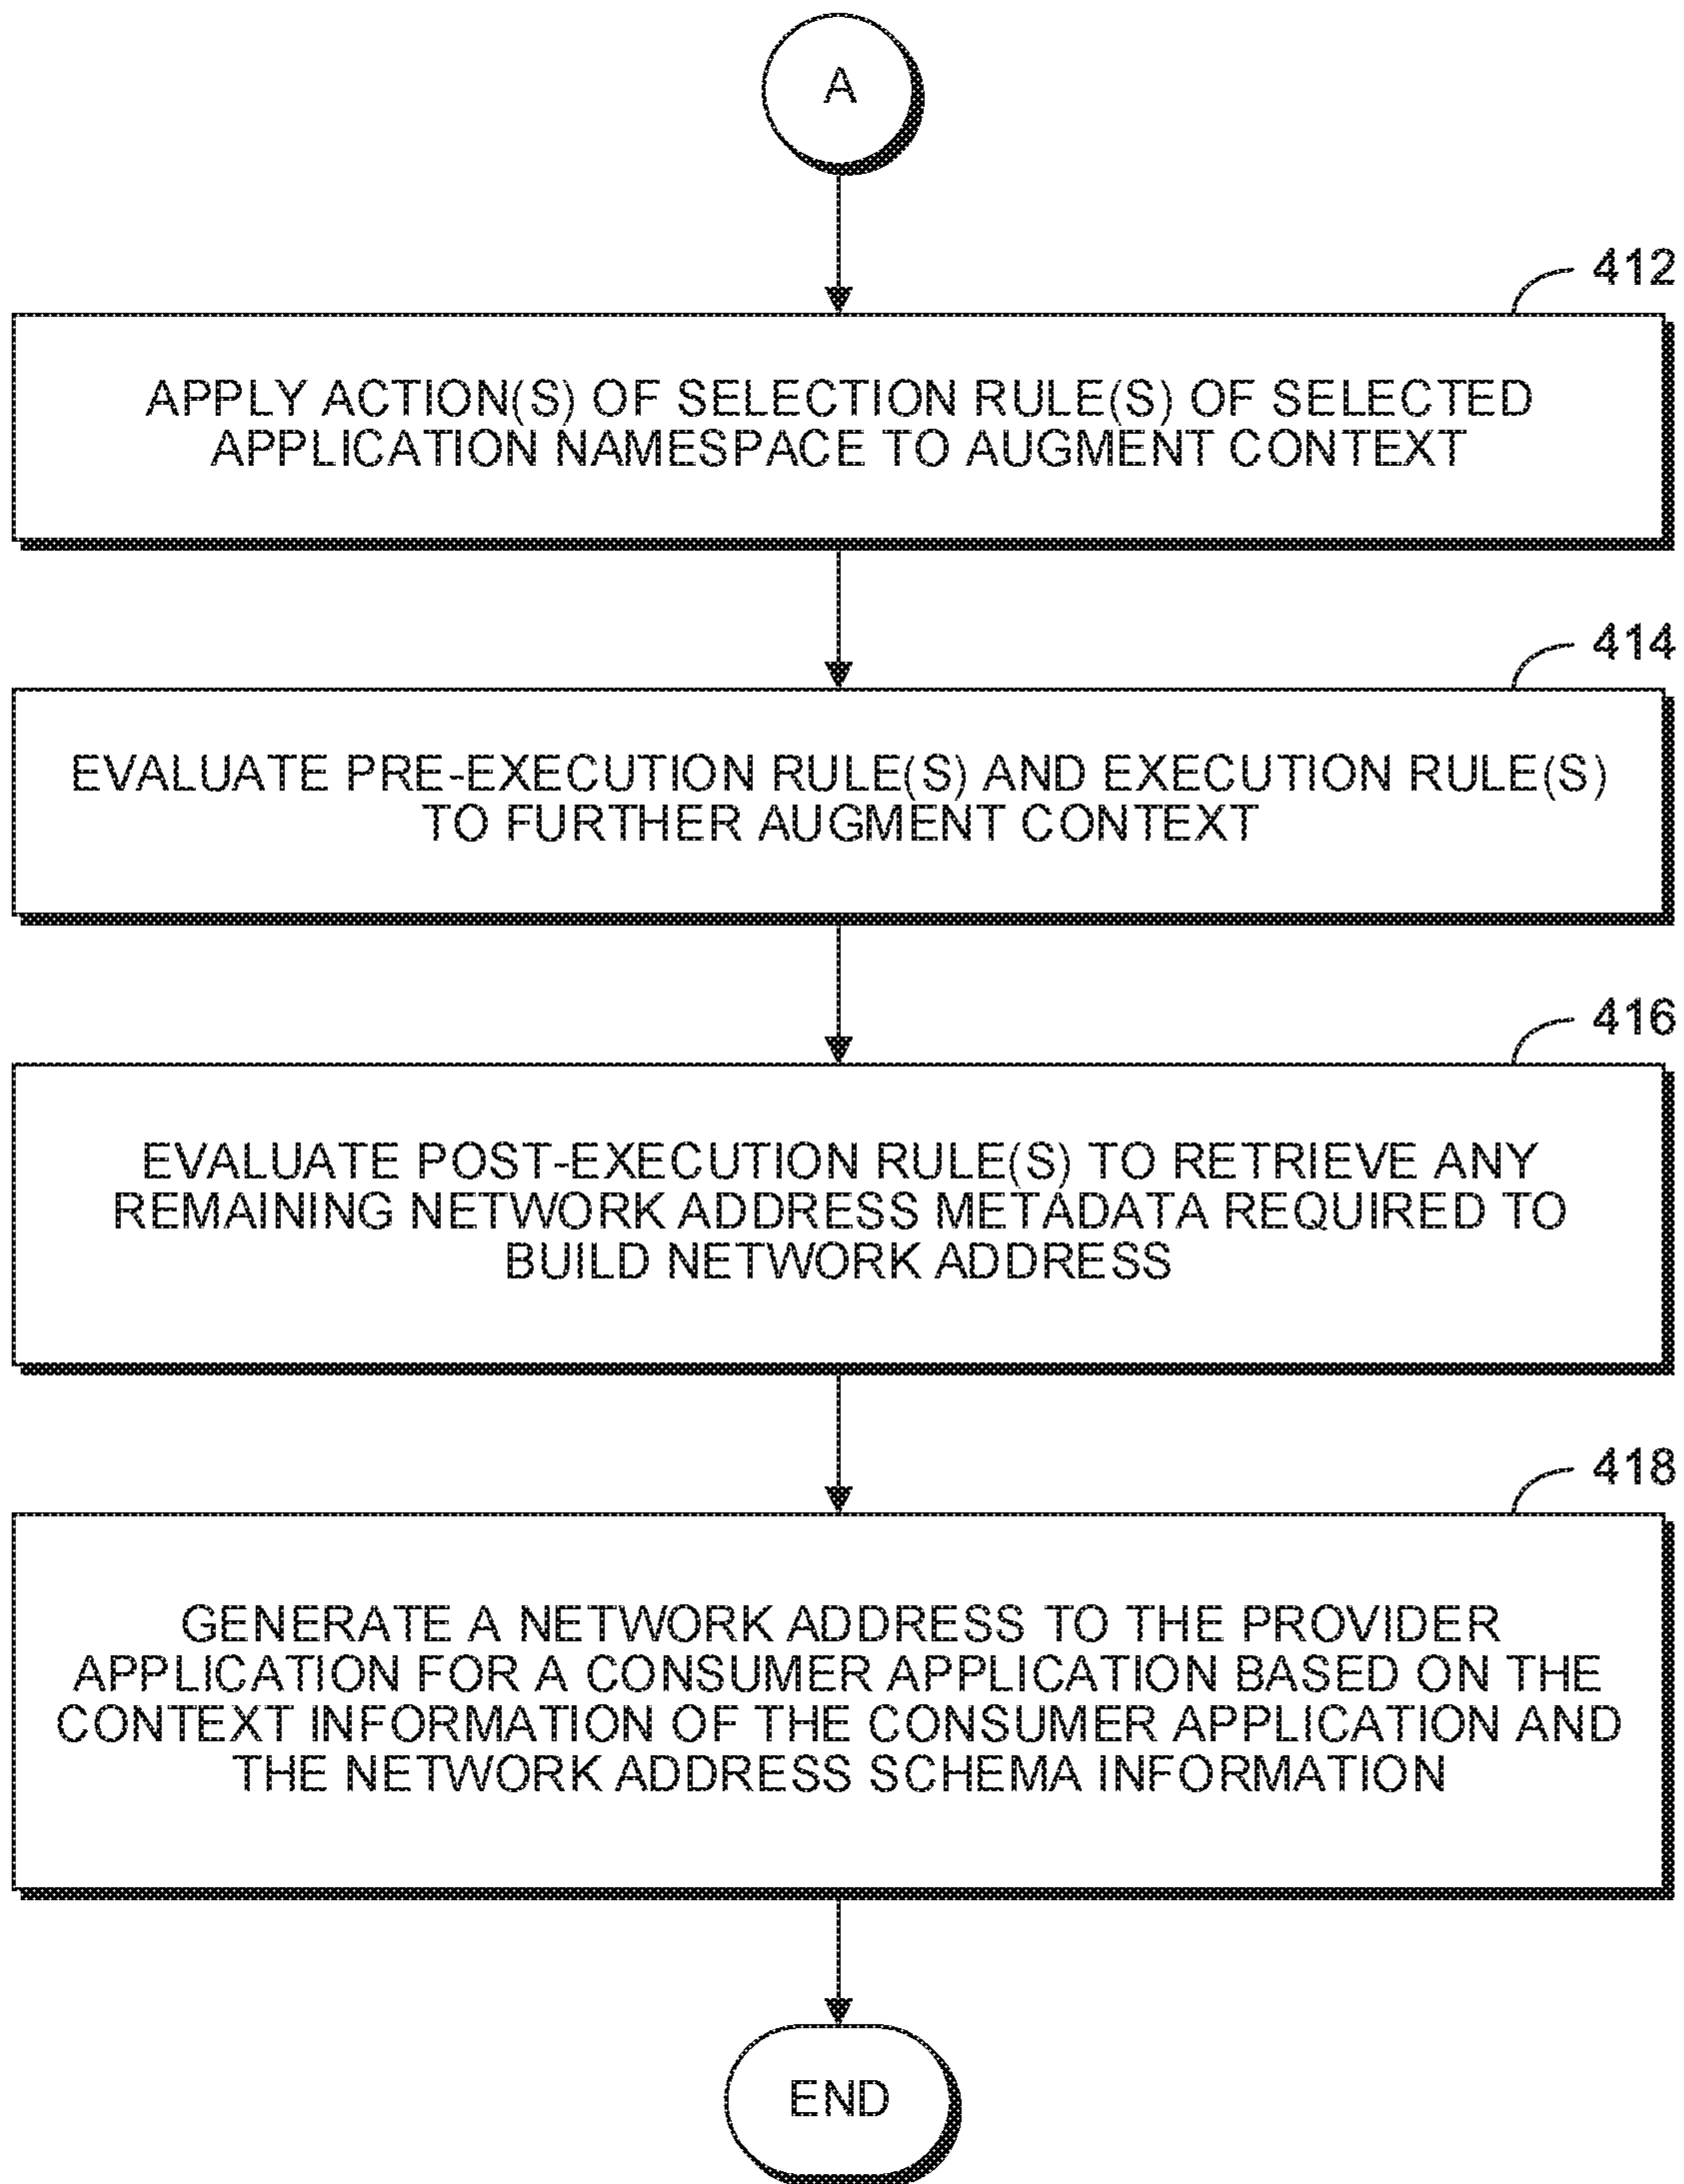 A
412
APPLY ACTION(S) OF SELECTION RULE(S) OF SELECTED
APPLICATION NAMESPACE TO AUGMENT CONTEXT
414
EVALUATE PRE-EXECUTION RULE(S) AND EXECUTION RULE(S)
TO FURTHER AUGMENT CONTEXT
416
EVALUATE POST-EXECUTION RULE(S) TO RETRIEVE ANY
REMAINING NETWORK ADDRESS METADATA REQUIRED TO
BUILD NETWORK ADDRESS
418
GENERATE A NETWORK ADDRESS TO THE PROVIDER
APPLICATION FOR A CONSUMER APPLICATION BASED ON THE
CONTEXT INFORMATION OF THE CONSUMER APPLICATION AND
THE NETWORK ADDRESS SCHEMA INFORMATION
END